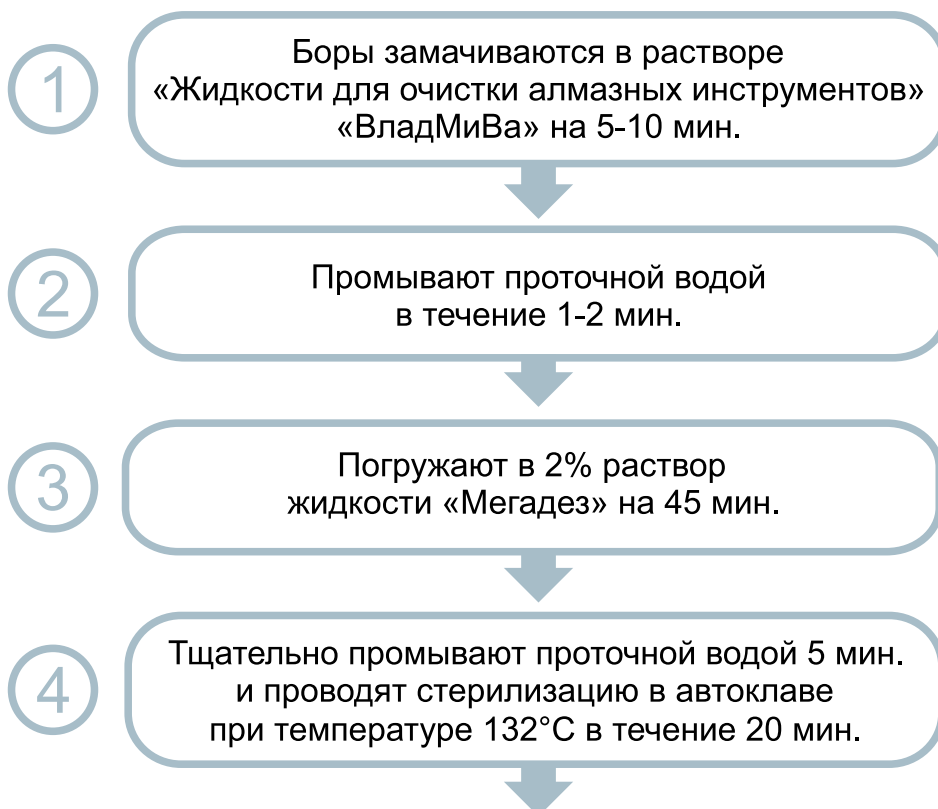 1
Боры замачиваются в растворе
«Жидкости для очистки алмазных инструментов»
«ВладМиВа» на 5-10 мин.
2
Промывают проточной водой
в течение 1-2 мин.
3
Погружают в 2% раствор
жидкости «Мегадез» на 45 мин.
4
Тщательно промывают проточной водой 5 мин.
и проводят стерилизацию в автоклаве
при температуре 132°С в течение 20 мин.